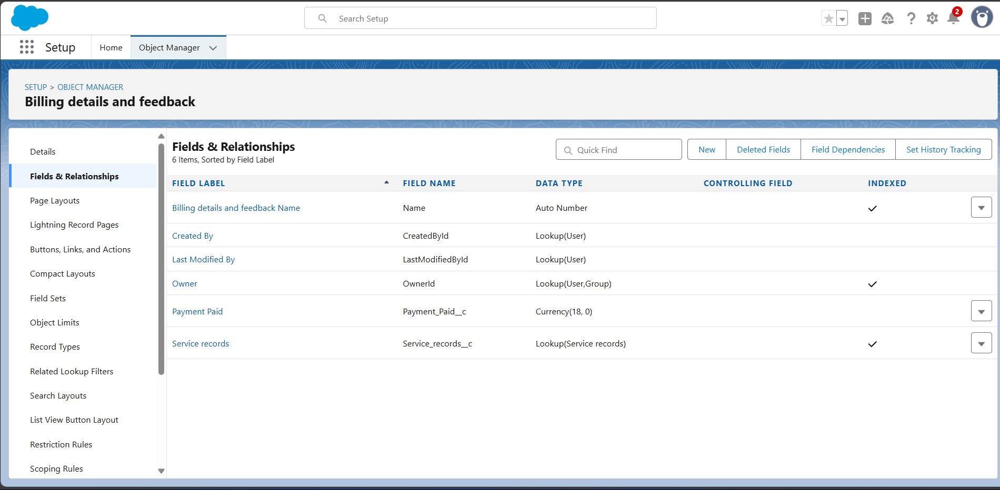 Search Setup
2
Setup
Home
Object Manager
SETUP > OBJECT MANAGER
Billing details and feedback
Details
Fields & Relationships
Page Layouts
Lightning Record Pages
Buttons, Links, and Actions
Compact Layouts
Field Sets
Object Limits
Record Types
Related Lookup Filters
Search Layouts
List View Button Layout
Restriction Rules
Scoping Rules
Fields & Relationships
6 Items, Sorted by Field Label
Quick Find
New
Deleted Fields
Field Dependencies
Set History Tracking
FIELD LABEL FIELD NAME DATA TYPE CONTROLLING FIELD INDEXED
Billing details and feedback Name Name Auto Number
Created By CreatedById Lookup(User)
Last Modified By LastModifiedById Lookup(User)
Owner OwnerId Lookup(User,Group)
Payment Paid Payment_Paid__c Currency(18, 0)
Service records Service_records__c Lookup(Service records)